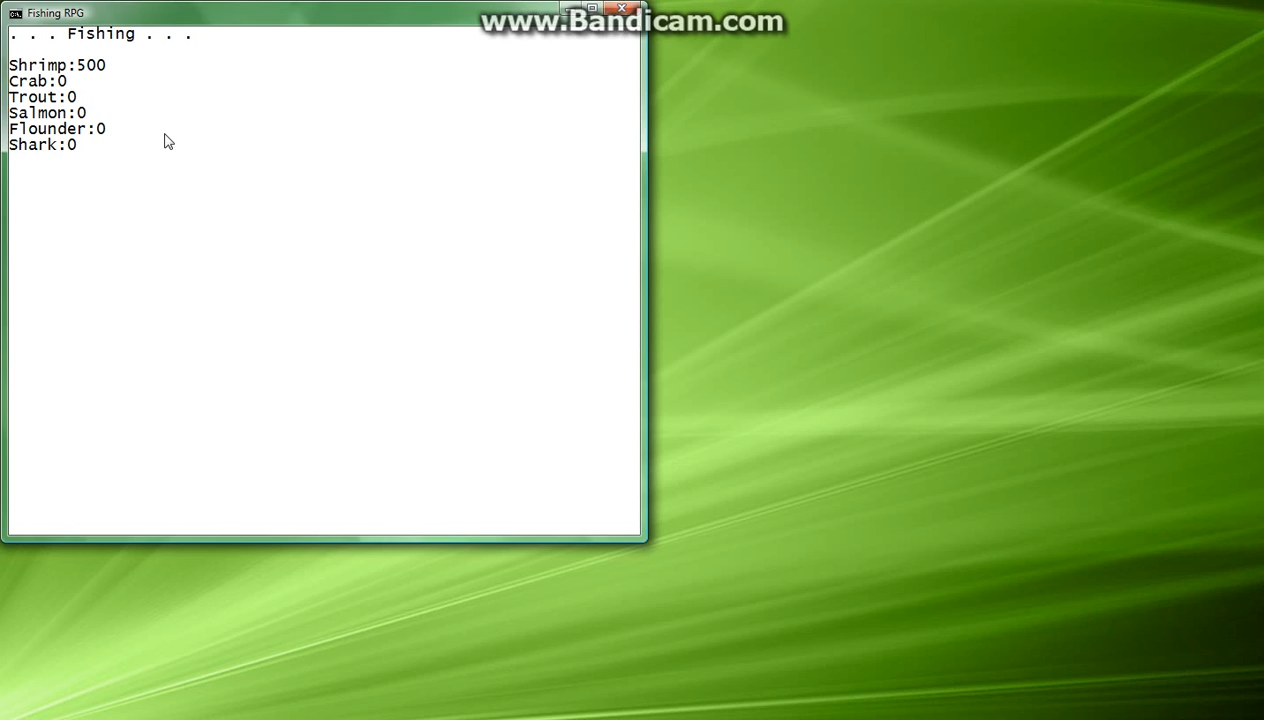 Fishing RPG
www.Bandicam.com
. . . Fishing . . .
Shrimp:500
Crab:0
Trout:0
Salmon:0
Flounder:0
Shark:0